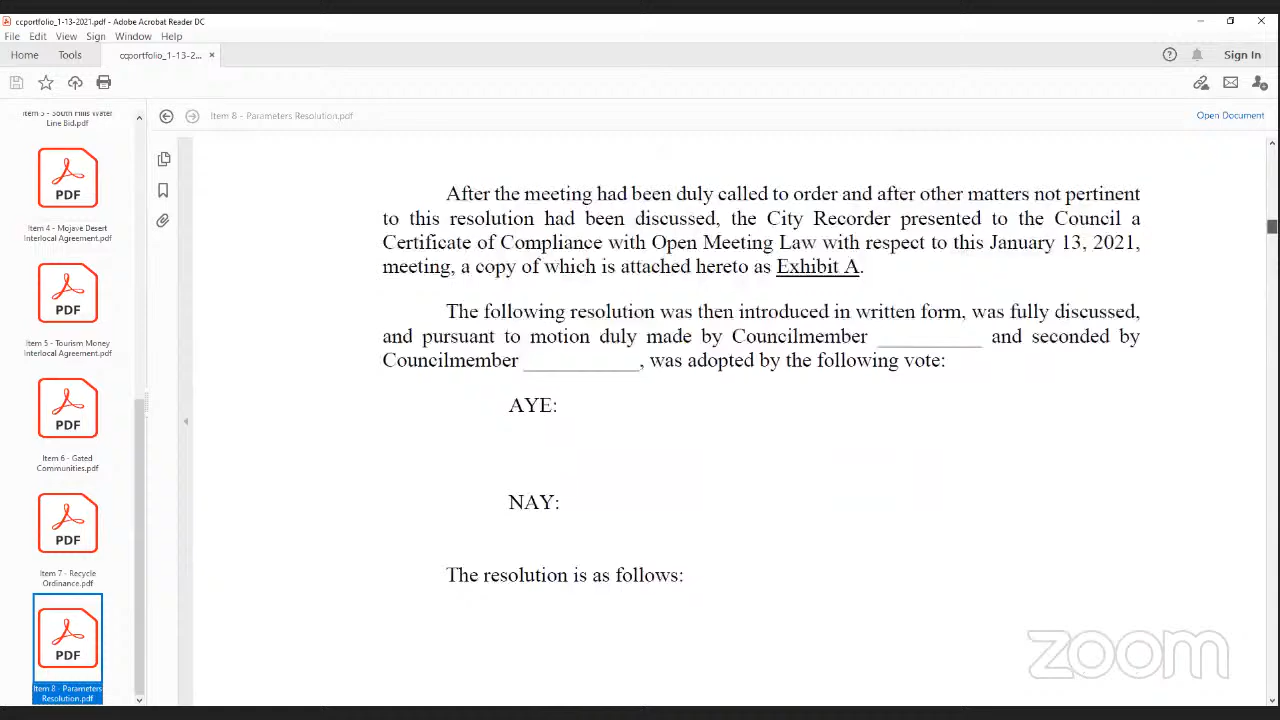 ccportfolio_1-13-2021.pdf - Adobe Acrobat Reader DC
File Edit View Sign Window Help
Home Tools ccportfolio_1-13-2... × Sign In
Item 8 - Parameters Resolution.pdf Open Document
Item 3 - South Hills Water
Line Bid.pdf
PDF
Item 4 - Mojave Desert
Interlocal Agreement.pdf
PDF
Item 5 - Tourism Money
Interlocal Agreement.pdf
PDF
Item 6 - Gated
Communities.pdf
PDF
Item 7 - Recycle
Ordinance.pdf
PDF
Item 8 - Parameters
Resolution.pdf
After the meeting had been duly called to order and after other matters not pertinent
to this resolution had been discussed, the City Recorder presented to the Council a
Certificate of Compliance with Open Meeting Law with respect to this January 13, 2021,
meeting, a copy of which is attached hereto as Exhibit A.
The following resolution was then introduced in written form, was fully discussed,
and pursuant to motion duly made by Councilmember __________ and seconded by
Councilmember ___________, was adopted by the following vote:
AYE:
NAY:
The resolution is as follows:
zoom